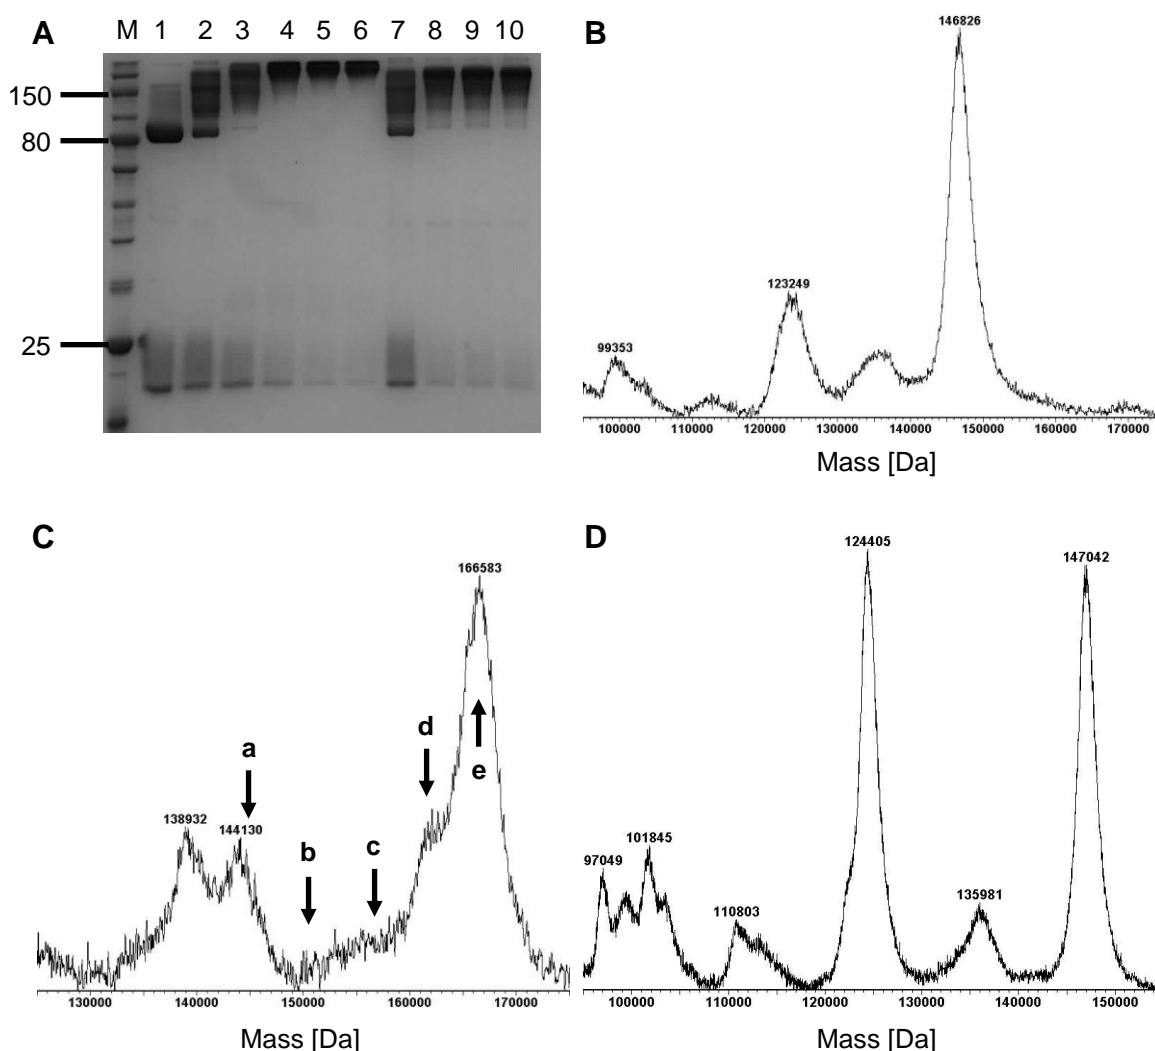 A
M 1 2 3 4 5 6 7 8 9 10
150
80
25
B
146826
123249
99353
100000 110000 120000 130000 140000 150000 160000 170000
Mass [Da]
C
166583
d
a
e
138932
144130
b
c
130000 140000 150000 160000 170000
Mass [Da]
D
124405
147042
97049
101845
110803
135981
100000 110000 120000 130000 140000 150000
Mass [Da]